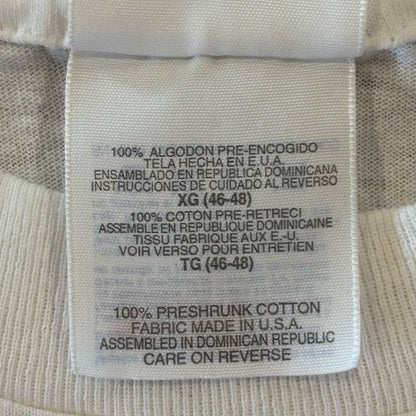 100% ALGODON PRE-ENCOGIDO
TELA HECHA EN E.U.A.
ENSAMBLADO EN REPUBLICA DOMINICANA
INSTRUCCIONES DE CUIDADO AL REVERSO
XG (46-48)
100% COTON PRE-RETRECI
ASSEMBLE EN REPUBLIQUE DOMINICAINE
TISSU FABRIQUE AUX E.-U.
VOIR VERSO POUR ENTRETIEN
TG (46-48)
100% PRESHRUNK COTTON
FABRIC MADE IN U.S.A.
ASSEMBLED IN DOMINICAN REPUBLIC
CARE ON REVERSE